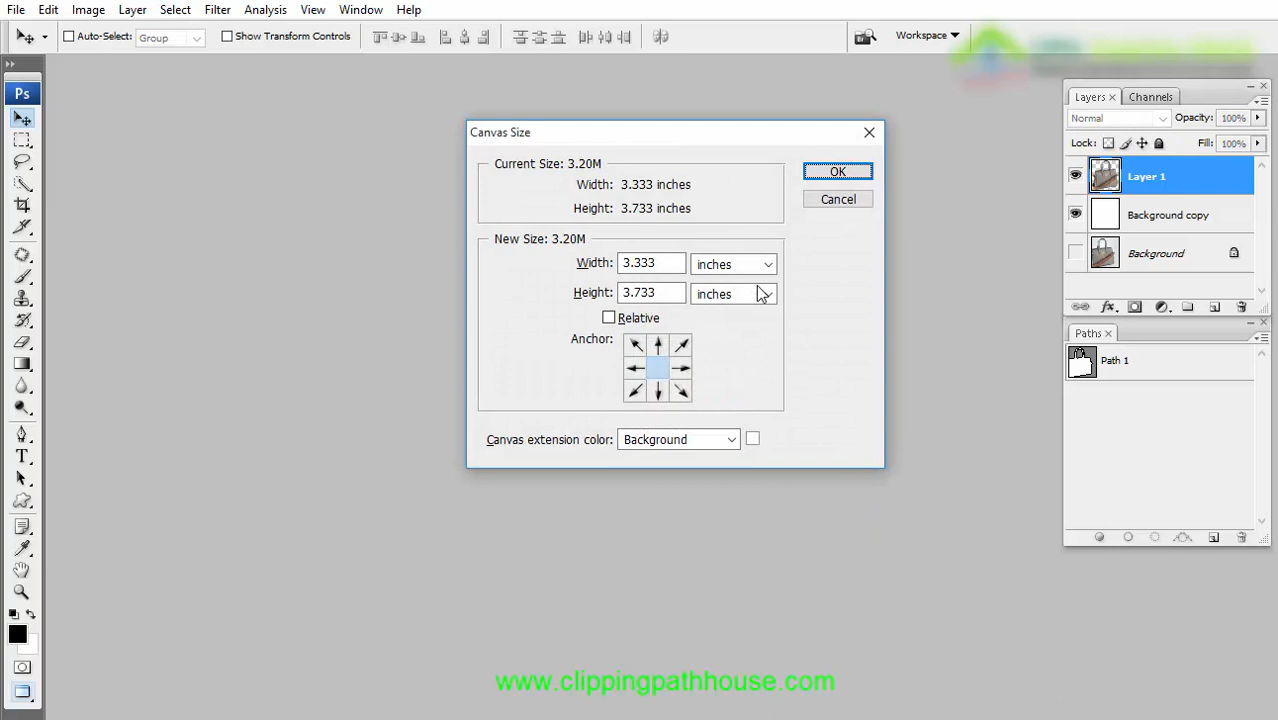 File Edit Image Layer Select Filter Analysis View Window Help
Auto-Select: Group Show Transform Controls Workspace
Ps
Layers Channels
Normal Opacity: 100%
Lock: Fill: 100%
Layer 1
Background copy
Background
Paths
Path 1
Canvas Size
Current Size: 3.20M
Width: 3.333 inches
Height: 3.733 inches
OK
Cancel
New Size: 3.20M
Width: 3.333 inches
Height: 3.733 inches
Relative
Anchor:
Canvas extension color: Background
T
www.clippingpathhouse.com